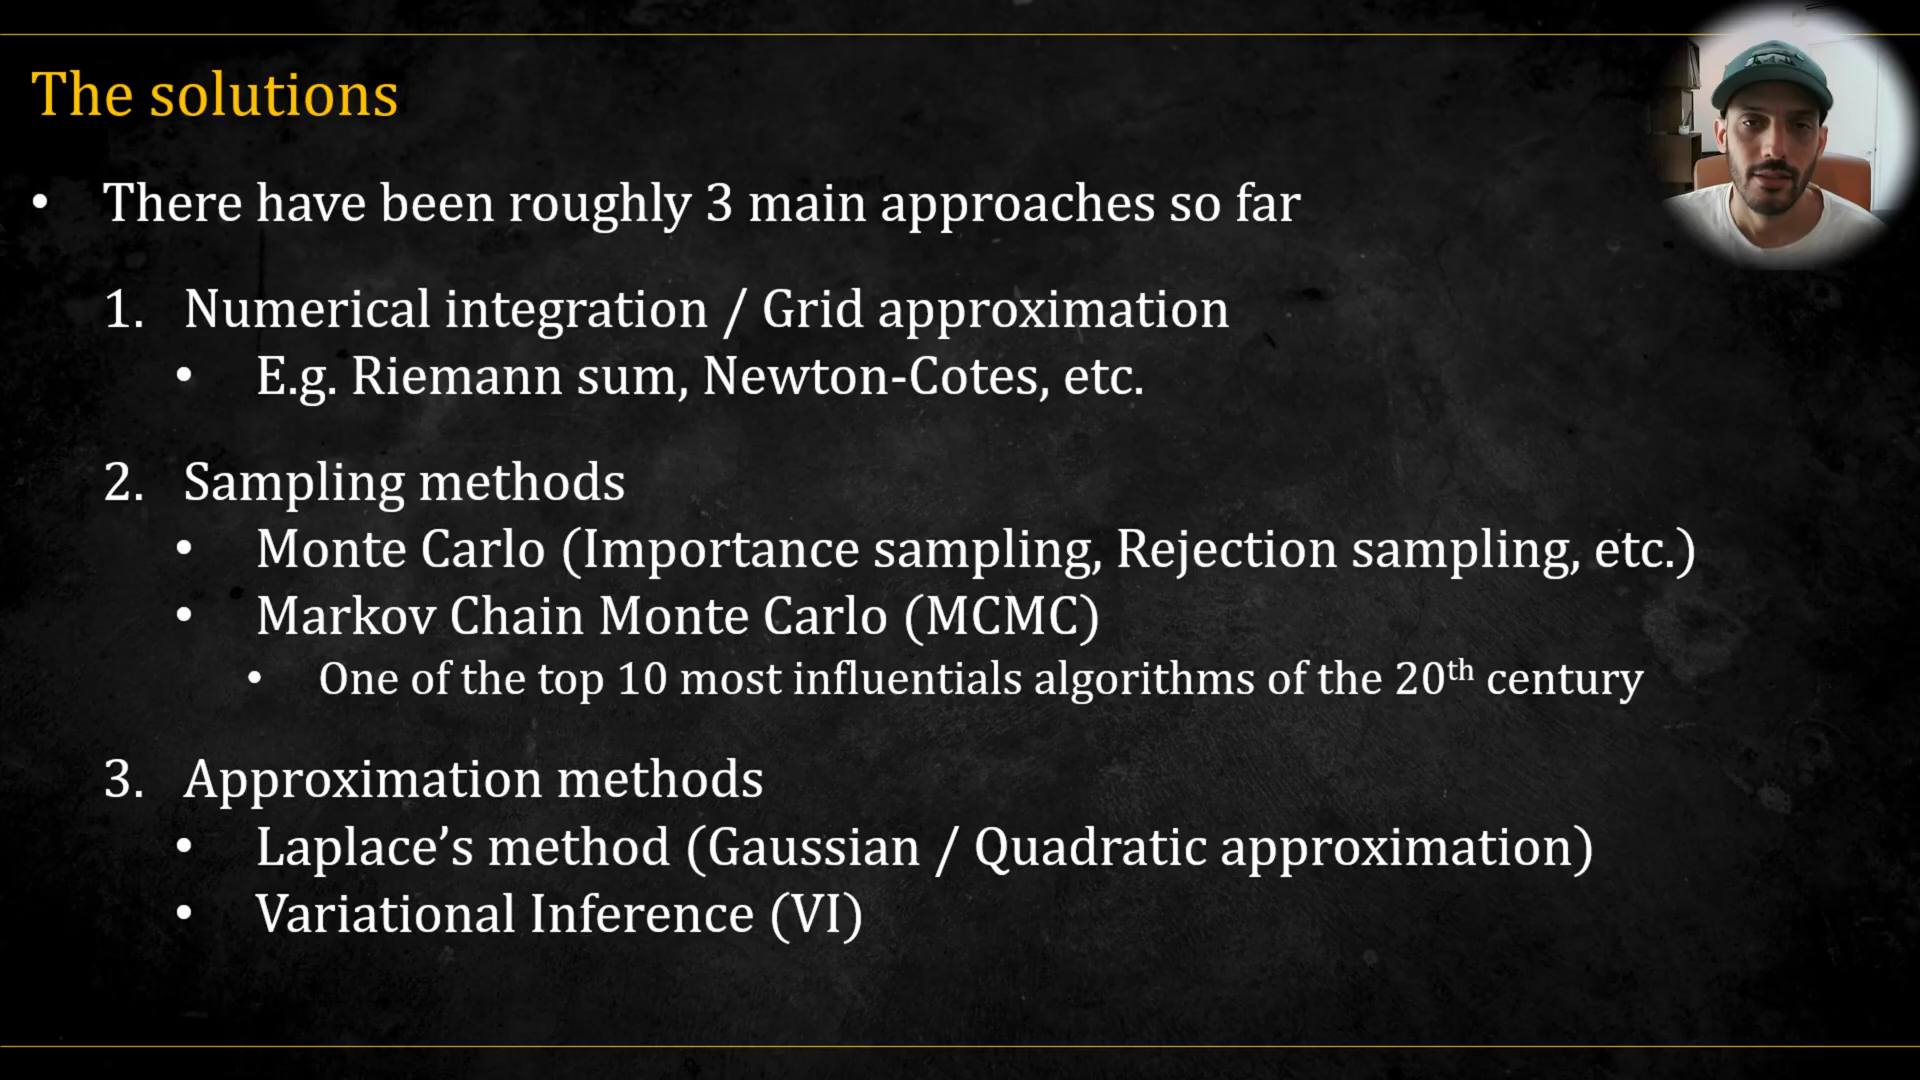 The solutions
• There have been roughly 3 main approaches so far
1. Numerical integration / Grid approximation
• E.g. Riemann sum, Newton-Cotes, etc.
2. Sampling methods
• Monte Carlo (Importance sampling, Rejection sampling, etc.)
• Markov Chain Monte Carlo (MCMC)
• One of the top 10 most influentials algorithms of the 20th century
3. Approximation methods
• Laplace’s method (Gaussian / Quadratic approximation)
• Variational Inference (VI)